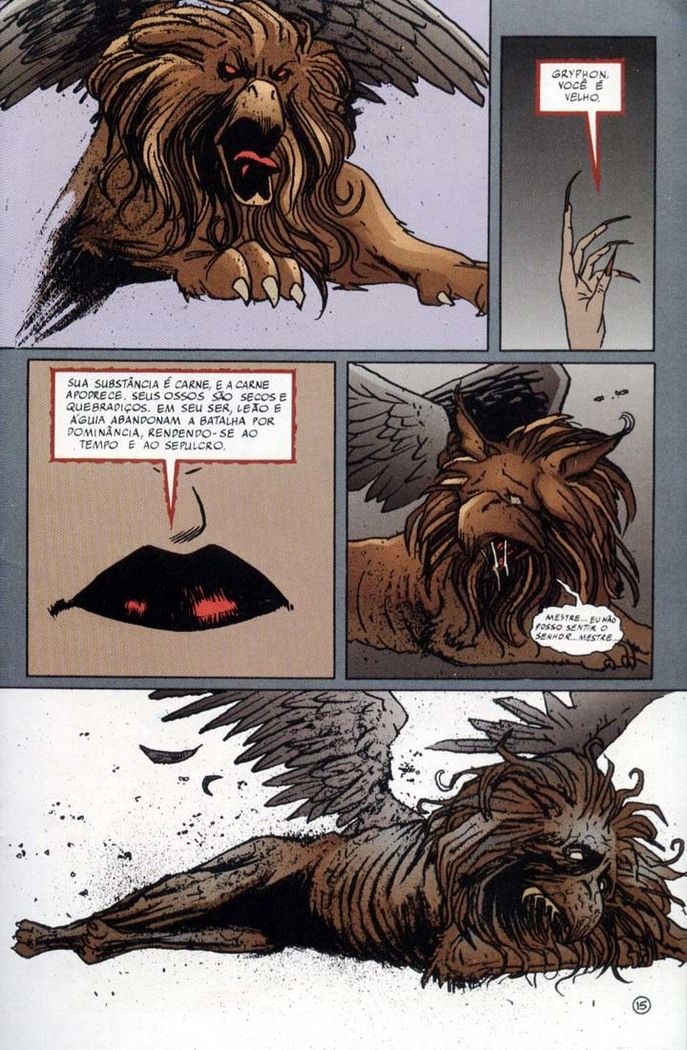 GRYPHON,
VOCÊ É
VELHO.
SUA SUBSTÂNCIA É CARNE, E A CARNE
APODRECE. SEUS OSSOS SÃO SECOS E
QUEBRADIÇOS. EM SEU SER, LEÃO E
ÁGUIA ABANDONAM A BATALHA POR
DOMINÂNCIA, RENDENDO-SE AO
TEMPO E AO SEPULCRO.
MESTRE... EU NÃO
POSSO SENTIR O
SENHOR... MESTRE...
15